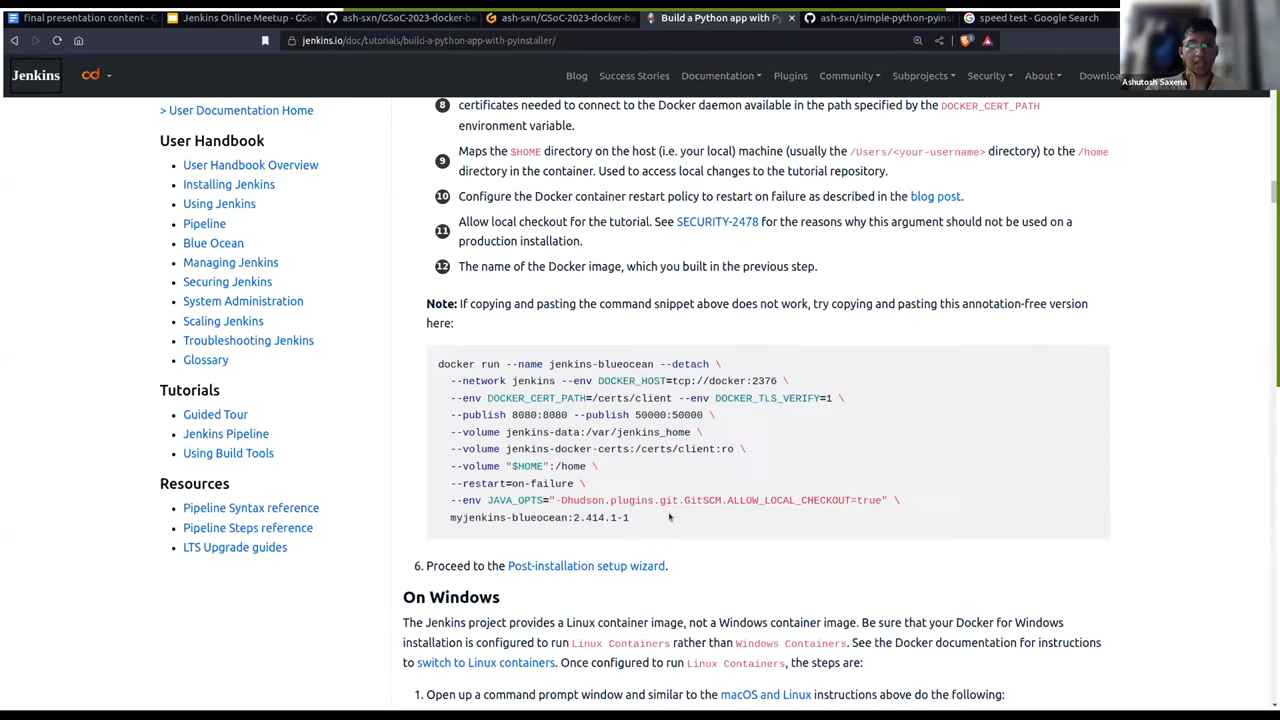 final presentation content - G
Jenkins Online Meetup - GSoC
ash-sxn/GSoC-2023-docker-ba
ash-sxn/GSoC-2023-docker-ba
Build a Python app with Py
ash-sxn/simple-python-pyins
speed test - Google Search
jenkins.io/doc/tutorials/build-a-python-app-with-pyinstaller/
Jenkins
cd
Blog Success Stories Documentation Plugins Community Subprojects Security About Downloa
Ashutosh Saxena
> User Documentation Home
User Handbook
User Handbook Overview
Installing Jenkins
Using Jenkins
Pipeline
Blue Ocean
Managing Jenkins
Securing Jenkins
System Administration
Scaling Jenkins
Troubleshooting Jenkins
Glossary
Tutorials
Guided Tour
Jenkins Pipeline
Using Build Tools
Resources
Pipeline Syntax reference
Pipeline Steps reference
LTS Upgrade guides
8 certificates needed to connect to the Docker daemon available in the path specified by the DOCKER_CERT_PATH
environment variable.
9 Maps the $HOME directory on the host (i.e. your local) machine (usually the /Users/<your-username> directory) to the /home
directory in the container. Used to access local changes to the tutorial repository.
10 Configure the Docker container restart policy to restart on failure as described in the blog post.
11 Allow local checkout for the tutorial. See SECURITY-2478 for the reasons why this argument should not be used on a
production installation.
12 The name of the Docker image, which you built in the previous step.
Note: If copying and pasting the command snippet above does not work, try copying and pasting this annotation-free version
here:
docker run --name jenkins-blueocean --detach \
--network jenkins --env DOCKER_HOST=tcp://docker:2376 \
--env DOCKER_CERT_PATH=/certs/client --env DOCKER_TLS_VERIFY=1 \
--publish 8080:8080 --publish 50000:50000 \
--volume jenkins-data:/var/jenkins_home \
--volume jenkins-docker-certs:/certs/client:ro \
--volume "$HOME":/home \
--restart=on-failure \
--env JAVA_OPTS="-Dhudson.plugins.git.GitSCM.ALLOW_LOCAL_CHECKOUT=true" \
myjenkins-blueocean:2.414.1-1
6. Proceed to the Post-installation setup wizard.
On Windows
The Jenkins project provides a Linux container image, not a Windows container image. Be sure that your Docker for Windows
installation is configured to run Linux Containers rather than Windows Containers. See the Docker documentation for instructions
to switch to Linux containers. Once configured to run Linux Containers, the steps are:
1. Open up a command prompt window and similar to the macOS and Linux instructions above do the following: